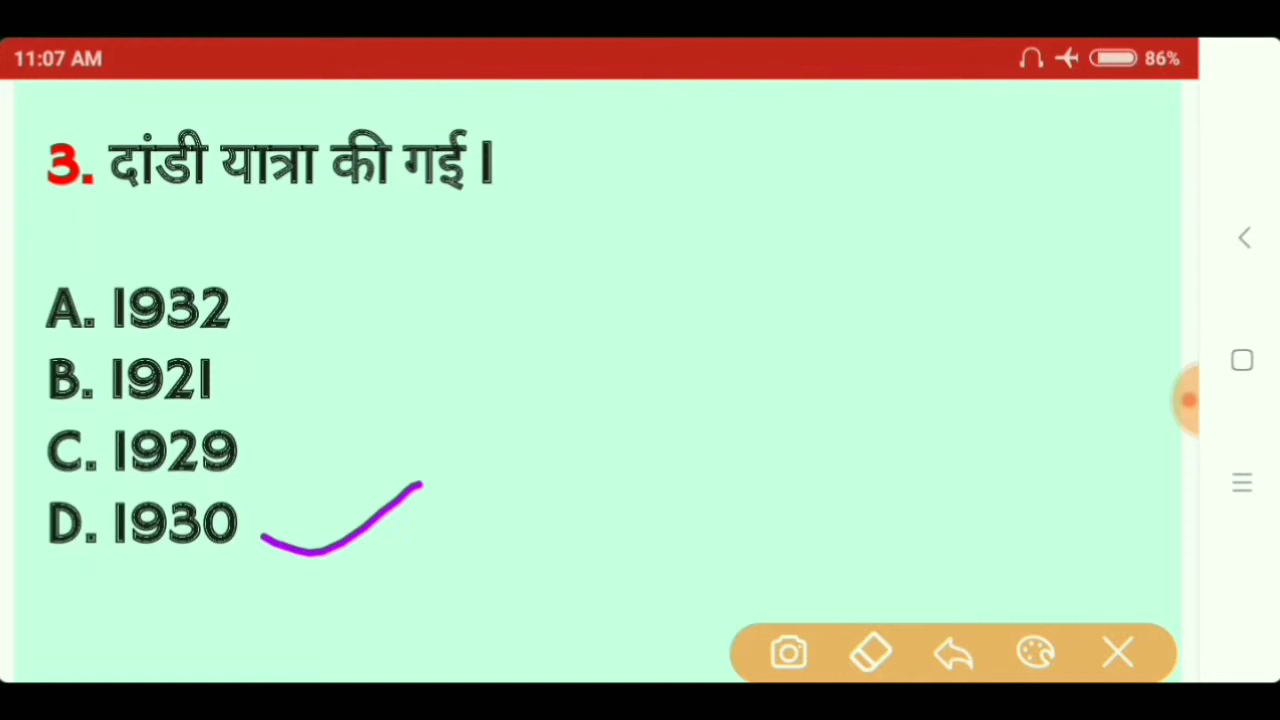 11:07 AM 86%
3. दांडी यात्रा की गई।
A. 1932
B. 1921
C. 1929
D. 1930